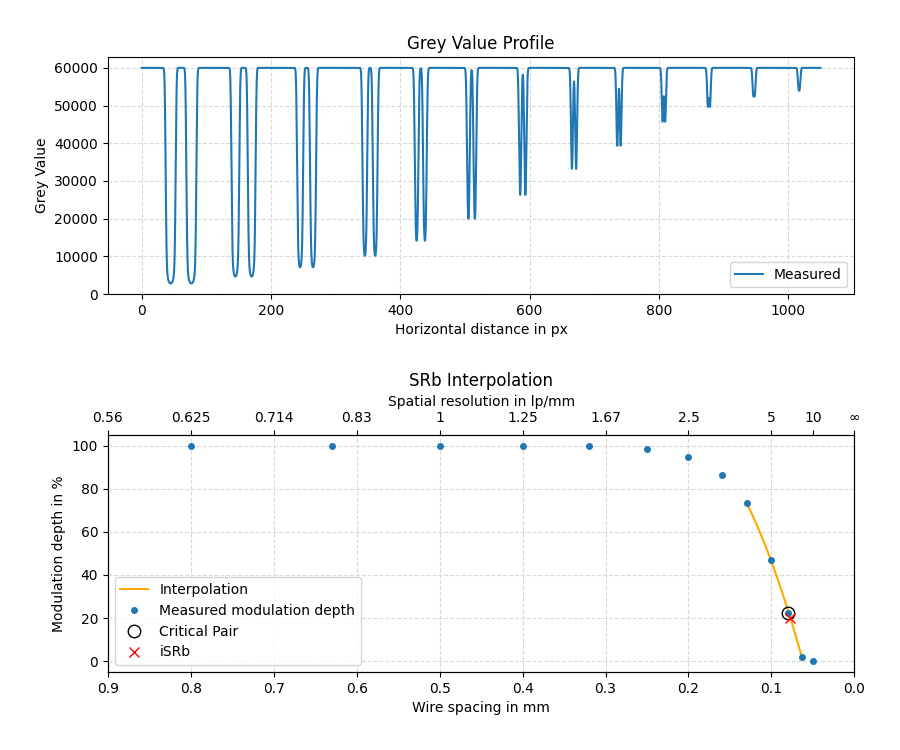 Grey Value Profile
60000
50000
40000
30000
20000
10000
0
Grey Value
Measured
0 200 400 600 800 1000
Horizontal distance in px
SRb Interpolation
Spatial resolution in lp/mm
0.56 0.625 0.714 0.83 1 1.25 1.67 2.5 5 10 ∞
100
80
60
40
20
0
Modulation depth in %
Interpolation
Measured modulation depth
Critical Pair
iSRb
0.9 0.8 0.7 0.6 0.5 0.4 0.3 0.2 0.1 0.0
Wire spacing in mm